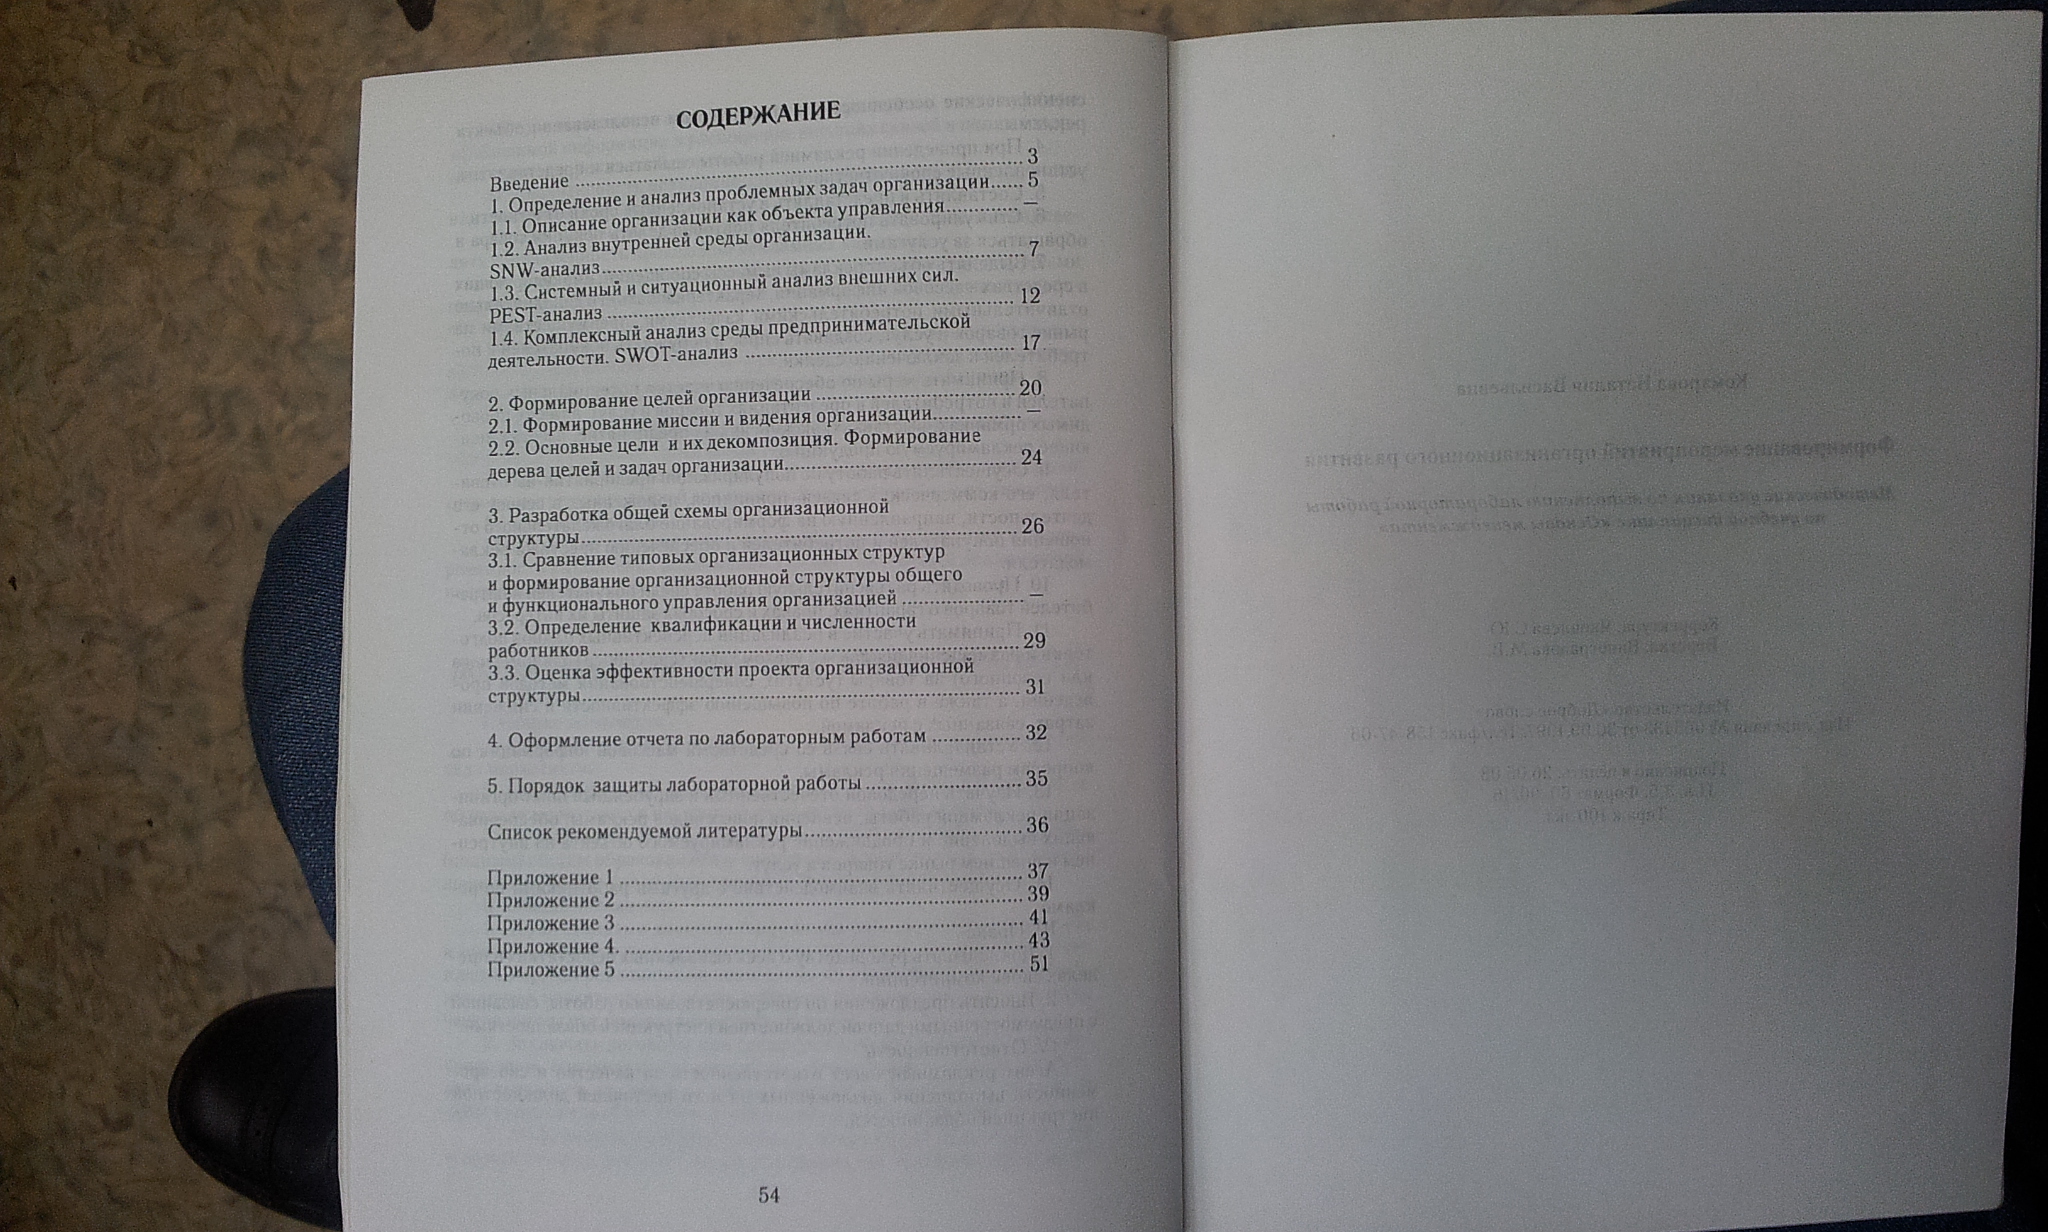 СОДЕРЖАНИЕ
Введение ........................................ 3
1. Определение и анализ проблемных задач организации..... 5
1.1. Описание организации как объекта управления ........ –
1.2. Анализ внутренней среды организации.
SNW-анализ........................................ 7
1.3. Системный и ситуационный анализ внешних сил.
PEST-анализ ........................................ 12
1.4. Комплексный анализ среды предпринимательской
деятельности. SWOT-анализ ........................................ 17
2. Формирование целей организации ........................................ 20
2.1. Формирование миссии и видения организации............... –
2.2. Основные цели и их декомпозиция. Формирование
дерева целей и задач организации........................................ 24
3. Разработка общей схемы организационной
структуры........................................ 26
3.1. Сравнение типовых организационных структур
и формирование организационной структуры общего
и функционального управления организацией ................ –
3.2. Определение квалификации и численности
работников ........................................ 29
3.3. Оценка эффективности проекта организационной
структуры........................................ 31
4. Оформление отчета по лабораторным работам ............... 32
5. Порядок защиты лабораторной работы ........................ 35
Список рекомендуемой литературы........................................ 36
Приложение 1 ........................................ 37
Приложение 2 ........................................ 39
Приложение 3 ........................................ 41
Приложение 4 ........................................ 43
Приложение 5 ........................................ 51
54